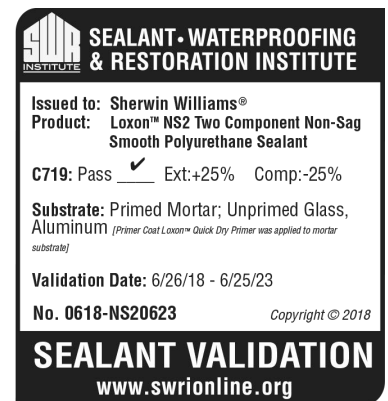 SWR
INSTITUTE
SEALANT • WATERPROOFING
& RESTORATION INSTITUTE
Issued to: Sherwin Williams®
Product: Loxon™ NS2 Two Component Non-Sag
Smooth Polyurethane Sealant
C719: Pass ✔ Ext:+25% Comp:-25%
Substrate: Primed Mortar; Unprimed Glass,
Aluminum [Primer Coat Loxon™ Quick Dry Primer was applied to mortar
substrate]
Validation Date: 6/26/18 - 6/25/23
No. 0618-NS20623 Copyright © 2018
SEALANT VALIDATION
www.swrionline.org